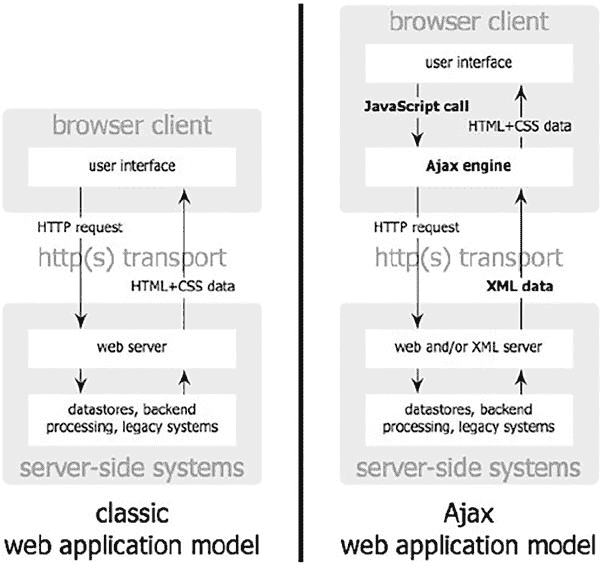 browser client
user interface
HTTP request
http(s) transport
HTML+CSS data
web server
datastores, backend
processing, legacy systems
server-side systems
classic
web application model
browser client
user interface
JavaScript call
HTML+CSS data
Ajax engine
HTTP request
http(s) transport
XML data
web and/or XML server
datastores, backend
processing, legacy systems
server-side systems
Ajax
web application model